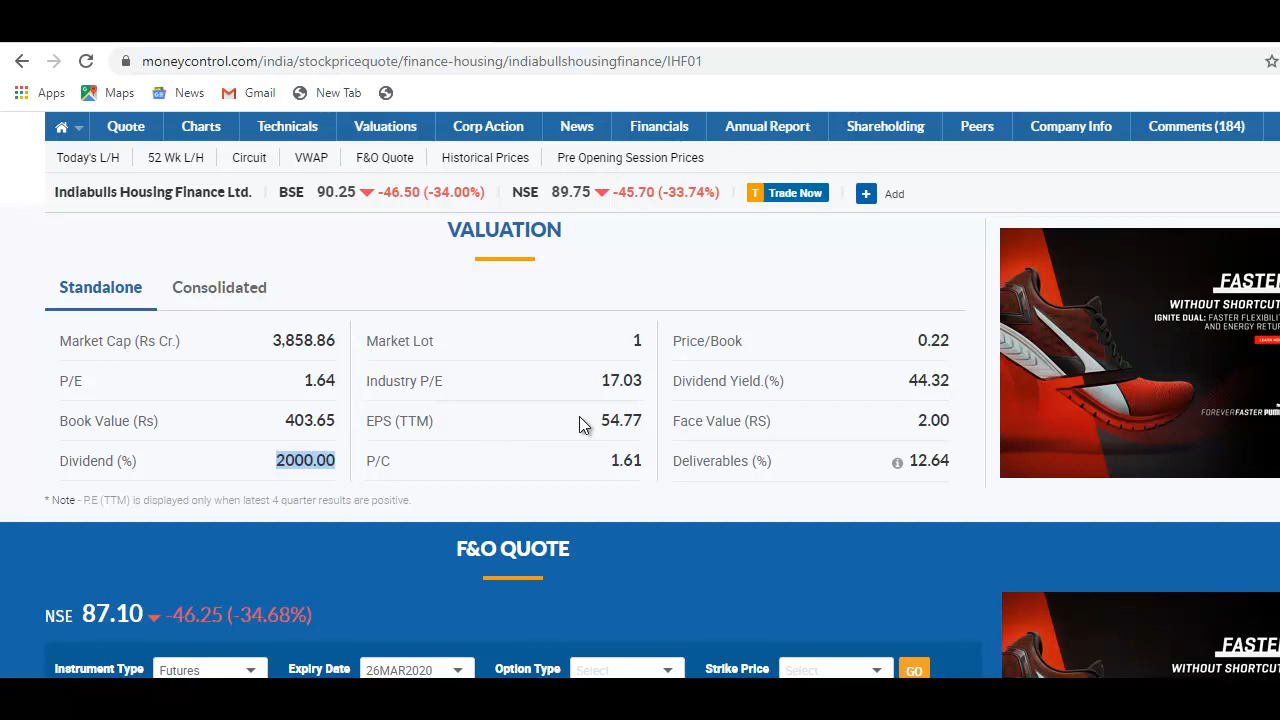 moneycontrol.com/india/stockpricequote/finance-housing/indiabullshousingfinance/IHF01
Apps Maps News Gmail New Tab
Quote Charts Technicals Valuations Corp Action News Financials Annual Report Shareholding Peers Company Info Comments (184)
Today's L/H 52 Wk L/H Circuit VWAP F&O Quote Historical Prices Pre Opening Session Prices
Indiabulls Housing Finance Ltd. BSE 90.25 -46.50 (-34.00%) NSE 89.75 -45.70 (-33.74%) T Trade Now + Add
VALUATION
Standalone Consolidated
Market Cap (Rs Cr.) 3,858.86 Market Lot 1 Price/Book 0.22
P/E 1.64 Industry P/E 17.03 Dividend Yield.(%) 44.32
Book Value (Rs) 403.65 EPS (TTM) 54.77 Face Value (RS) 2.00
Dividend (%) 2000.00 P/C 1.61 Deliverables (%) 12.64
* Note - P.E (TTM) is displayed only when latest 4 quarter results are positive.
FASTE
WITHOUT SHORTCUT
IGNITE DUAL: FASTER FLEXIBILIT
AND ENERGY RETU
FOREVER FASTER PUM
F&O QUOTE
NSE 87.10 -46.25 (-34.68%)
Instrument Type Futures Expiry Date 26MAR2020 Option Type Select Strike Price Select GO
FASTE
WITHOUT SHORTCUT